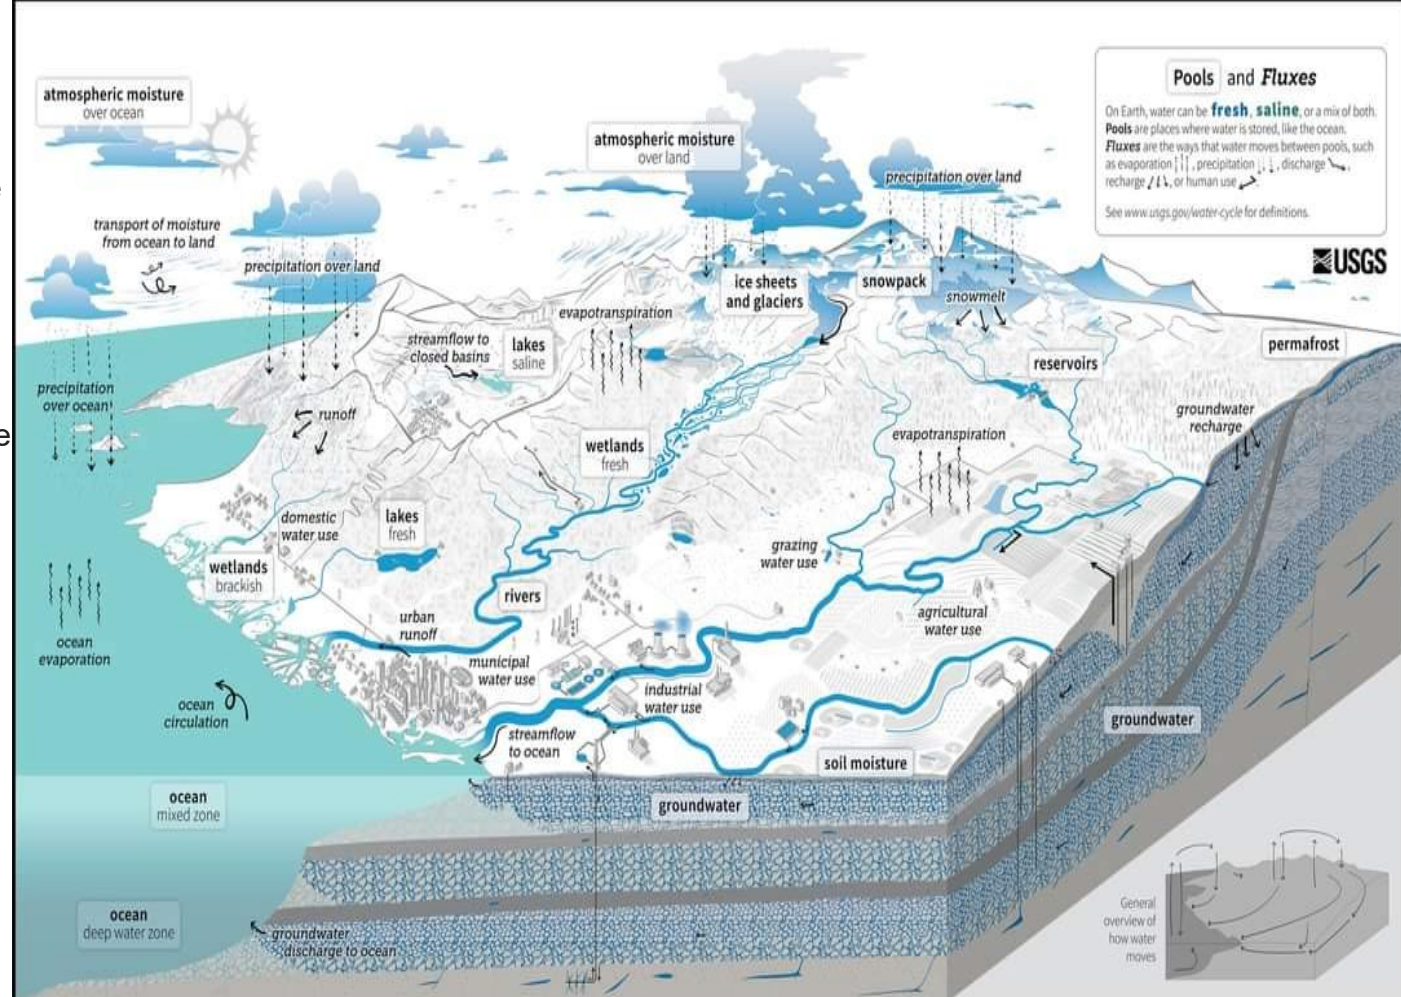 atmospheric moisture
over ocean
atmospheric moisture
over land
precipitation over land
Pools and Fluxes
On Earth, water can be fresh, saline, or a mix of both.
Pools are places where water is stored, like the ocean.
Fluxes are the ways that water moves between pools, such
as evaporation, precipitation, discharge,
recharge, or human use.
See www.usgs.gov/water-cycle for definitions.
USGS
transport of moisture
from ocean to land
precipitation over land
ice sheets
and glaciers
snowpack
snowmelt
evapotranspiration
streamflow to
closed basins
lakes
saline
reservoirs
permafrost
precipitation
over ocean
runoff
groundwater
recharge
e
wetlands
fresh
evapotranspiration
domestic
water use
lakes
fresh
grazing
water use
wetlands
brackish
rivers
urban
runoff
agricultural
water use
ocean
evaporation
municipal
water use
industrial
water use
ocean
circulation
streamflow
to ocean
soil moisture
groundwater
groundwater
ocean
mixed zone
ocean
deep water zone
groundwater
discharge to ocean
General
overview of
how water
moves